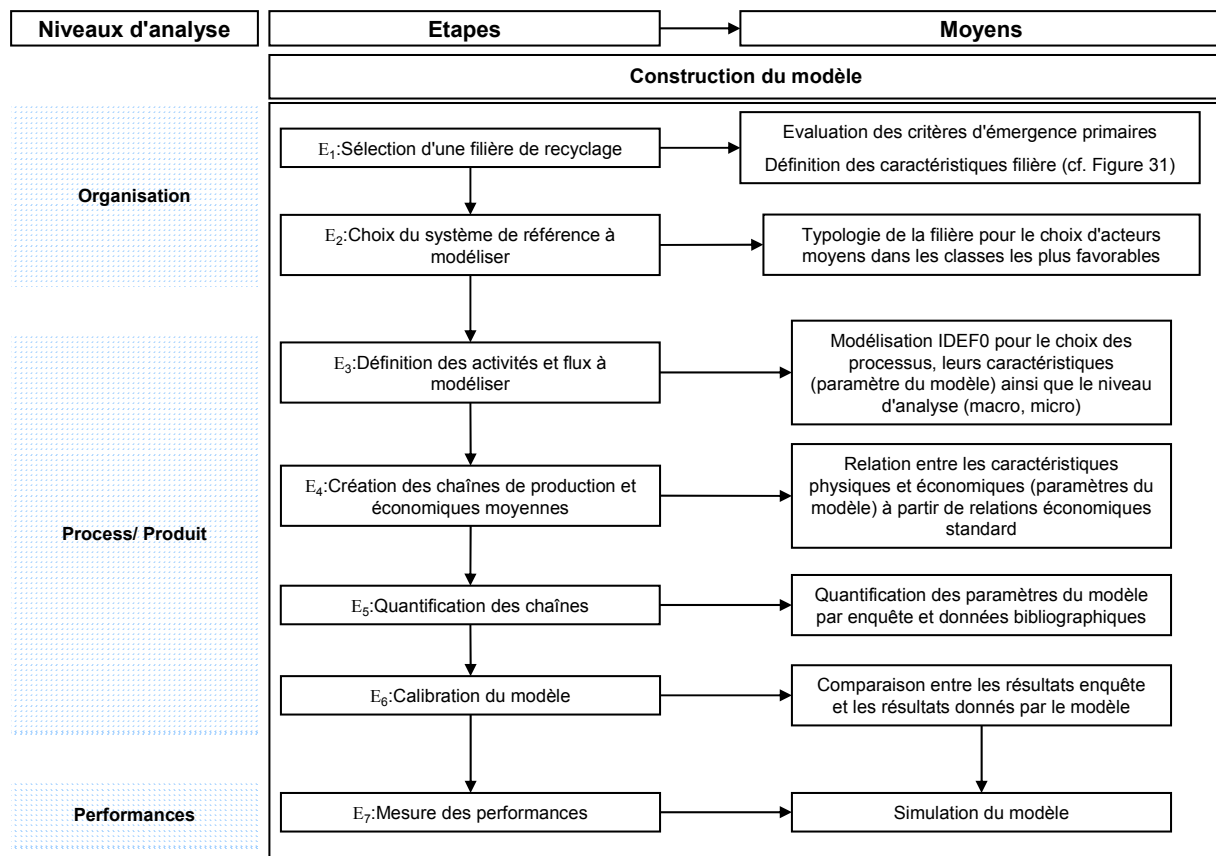 Niveaux d'analyse
Etapes
Moyens
Construction du modèle
Organisation
E1:Sélection d'une filière de recyclage
Evaluation des critères d'émergence primaires
Définition des caractéristiques filière (cf. Figure 31)
E2:Choix du système de référence à
modéliser
Typologie de la filière pour le choix d'acteurs
moyens dans les classes les plus favorables
Process/ Produit
E3:Définition des activités et flux à
modéliser
Modélisation IDEF0 pour le choix des
processus, leurs caractéristiques
(paramètre du modèle) ainsi que le niveau
d'analyse (macro, micro)
E4:Création des chaînes de production et
économiques moyennes
Relation entre les caractéristiques
physiques et économiques (paramètres du
modèle) à partir de relations économiques
standard
E5:Quantification des chaînes
Quantification des paramètres du modèle
par enquête et données bibliographiques
E6:Calibration du modèle
Comparaison entre les résultats enquête
et les résultats donnés par le modèle
Performances
E7:Mesure des performances
Simulation du modèle